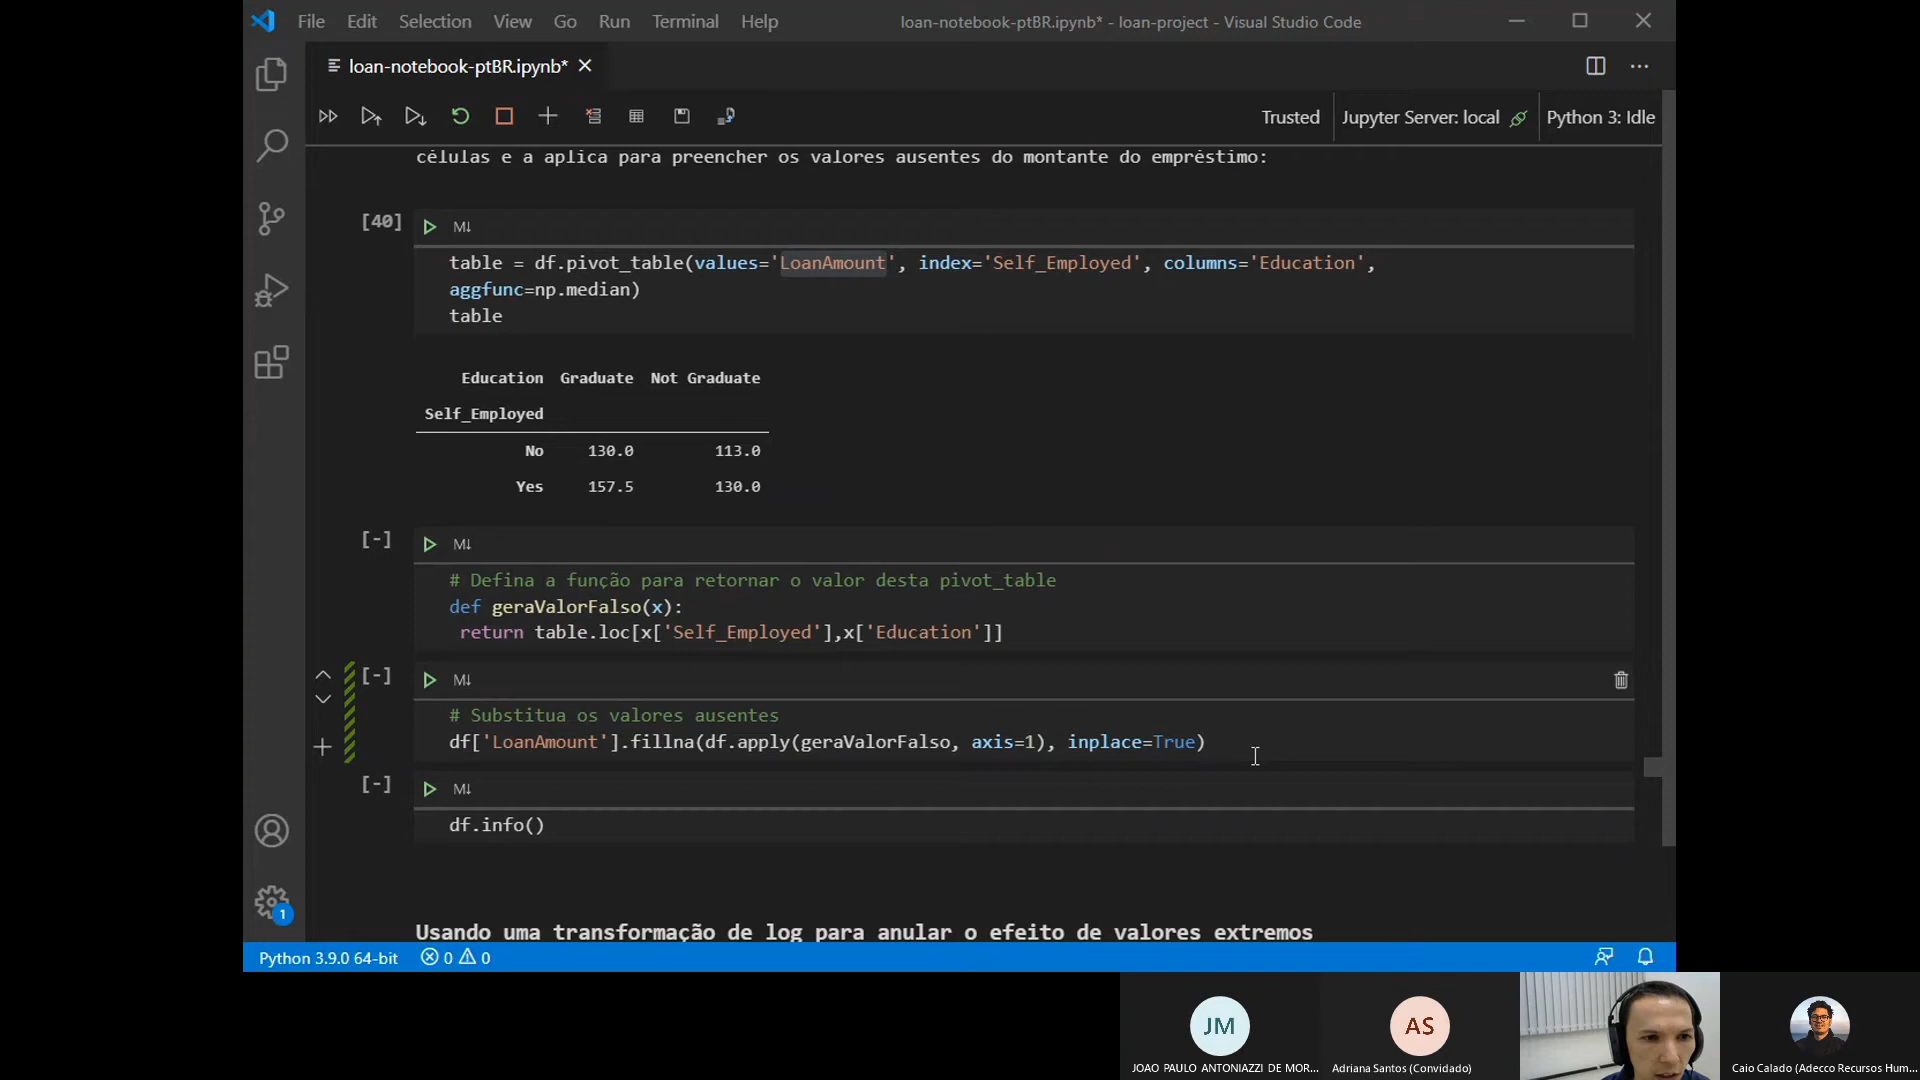 File Edit Selection View Go Run Terminal Help
loan-notebook-ptBR.ipynb* - loan-project - Visual Studio Code
loan-notebook-ptBR.ipynb*
Trusted
Jupyter Server: local
Python 3: Idle
células e a aplica para preencher os valores ausentes do montante do empréstimo:
[40]
M↓
table = df.pivot_table(values='LoanAmount', index='Self_Employed', columns='Education',
aggfunc=np.median)
table
Education Graduate Not Graduate
Self_Employed
No 130.0 113.0
Yes 157.5 130.0
[-]
M↓
# Defina a função para retornar o valor desta pivot_table
def geraValorFalso(x):
return table.loc[x['Self_Employed'],x['Education']]
[-]
M↓
# Substitua os valores ausentes
df['LoanAmount'].fillna(df.apply(geraValorFalso, axis=1), inplace=True)
[-]
M↓
df.info()
Usando uma transformação de log para anular o efeito de valores extremos
1
Python 3.9.0 64-bit
0
0
JM
JOAO PAULO ANTONIAZZI DE MOR...
AS
Adriana Santos (Convidado)
Caio Calado (Adecco Recursos Hum...